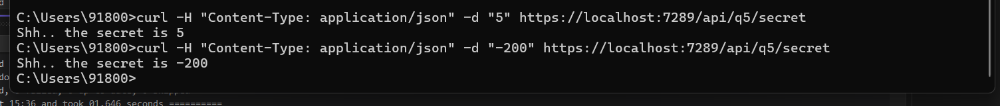 C:\Users\91800>curl -H "Content-Type: application/json" -d "5" https://localhost:7289/api/q5/secret
Shh.. the secret is 5
C:\Users\91800>curl -H "Content-Type: application/json" -d "-200" https://localhost:7289/api/q5/secret
Shh.. the secret is -200
C:\Users\91800>
t 15:36 and took 01.646 seconds ==========